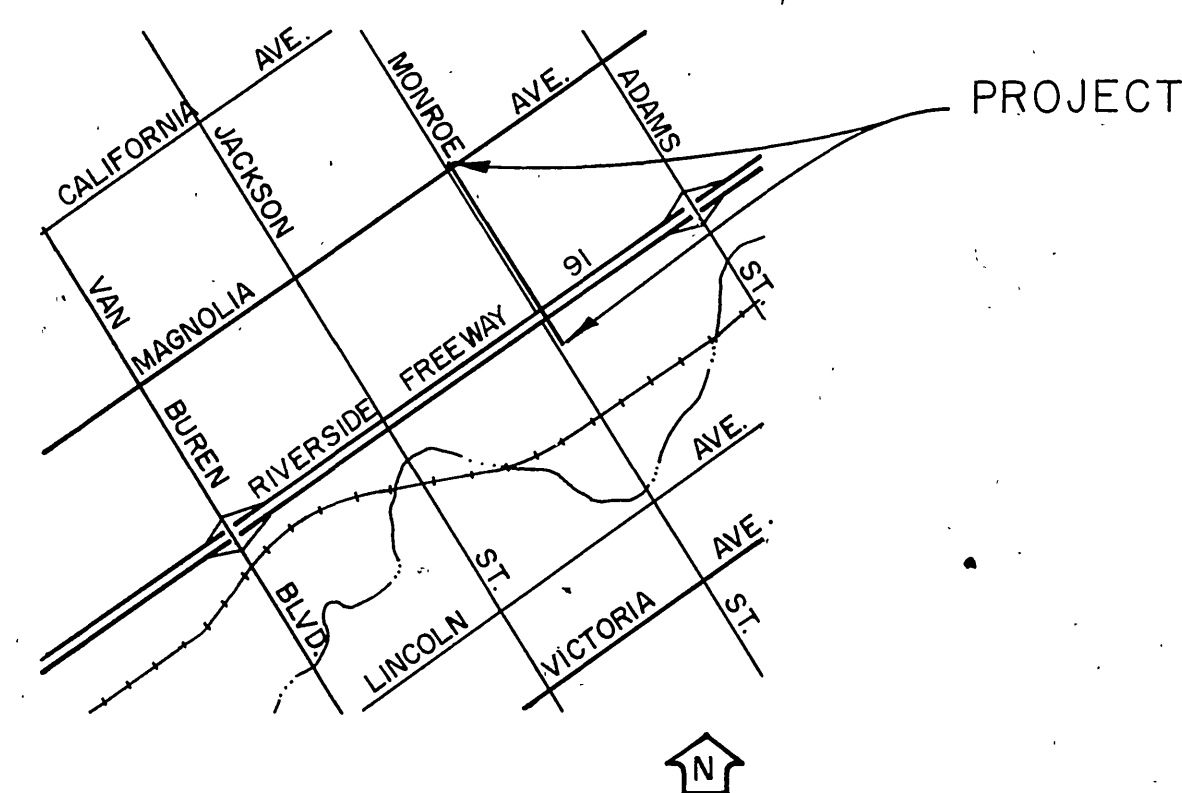 CALIFORNIA AVE.
MONROE
AVE.
ADAMS
PROJECT
JACKSON
VAN
MAGNOLIA
91
ST.
RIVERSIDE FREEWAY
BUREN
AVE.
ST.
BLVD.
LINCOLN
VICTORIA
AVE.
ST.
N